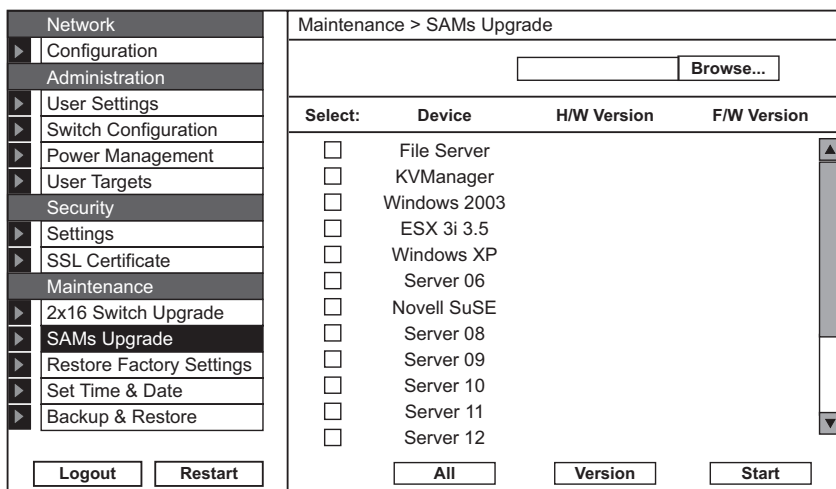 Network
Configuration
Administration
User Settings
Switch Configuration
Power Management
User Targets
Security
Settings
SSL Certificate
Maintenance
2x16 Switch Upgrade
SAMs Upgrade
Restore Factory Settings
Set Time & Date
Backup & Restore
Logout Restart
Maintenance > SAMs Upgrade
Browse...
Select: Device H/W Version F/W Version
File Server
KVManager
Windows 2003
ESX 3i 3.5
Windows XP
Server 06
Novell SuSE
Server 08
Server 09
Server 10
Server 11
Server 12
All Version Start